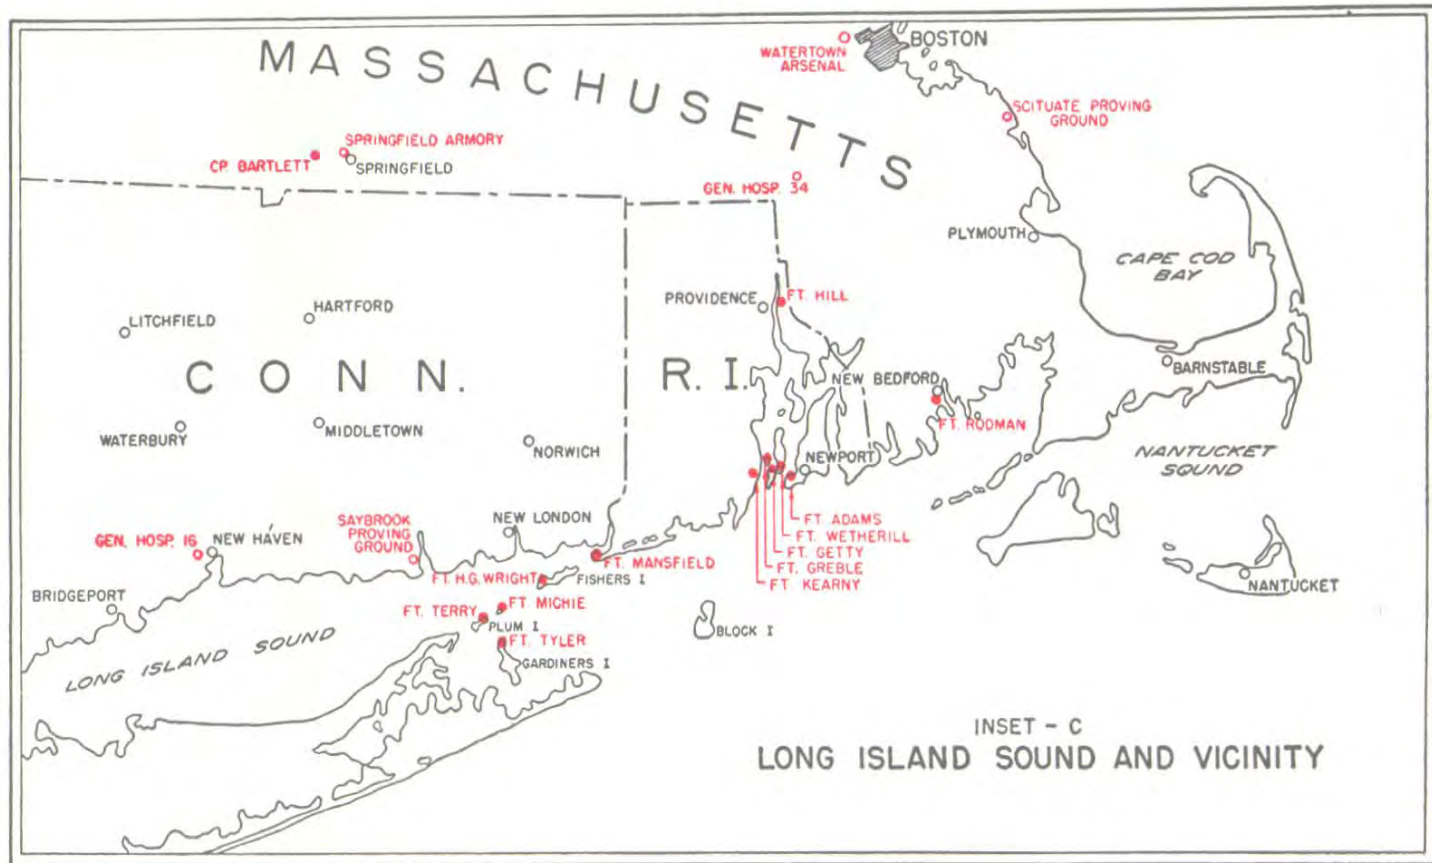 MASSACHUSETTS
BOSTON
WATERTOWN
ARSENAL
SCITUATE PROVING
GROUND
SPRINGFIELD ARMORY
CP. BARTLETT
SPRINGFIELD
GEN. HOSP. 34
PLYMOUTH
CAPE COD
BAY
PROVIDENCE
FT. HILL
HARTFORD
LITCHFIELD
CONN.
R. I.
NEW BEDFORD
BARNSTABLE
FT. RODMAN
WATERBURY
MIDDLETOWN
NORWICH
NEWPORT
NANTUCKET
SOUND
NEW LONDON
SAYBROOK
PROVING
GROUND
GEN. HOSP. 16
NEW HAVEN
FT. ADAMS
FT. WETHERILL
FT. GETTY
FT. GREBLE
FT. KEARNY
FT. MANSFIELD
FT. H.G. WRIGHT
FISHERS I
NANTUCKET
BRIDGEPORT
FT. MICHIE
FT. TERRY
PLUM I
FT. TYLER
GARDINERS I
BLOCK I
LONG ISLAND SOUND
INSET - C
LONG ISLAND SOUND AND VICINITY